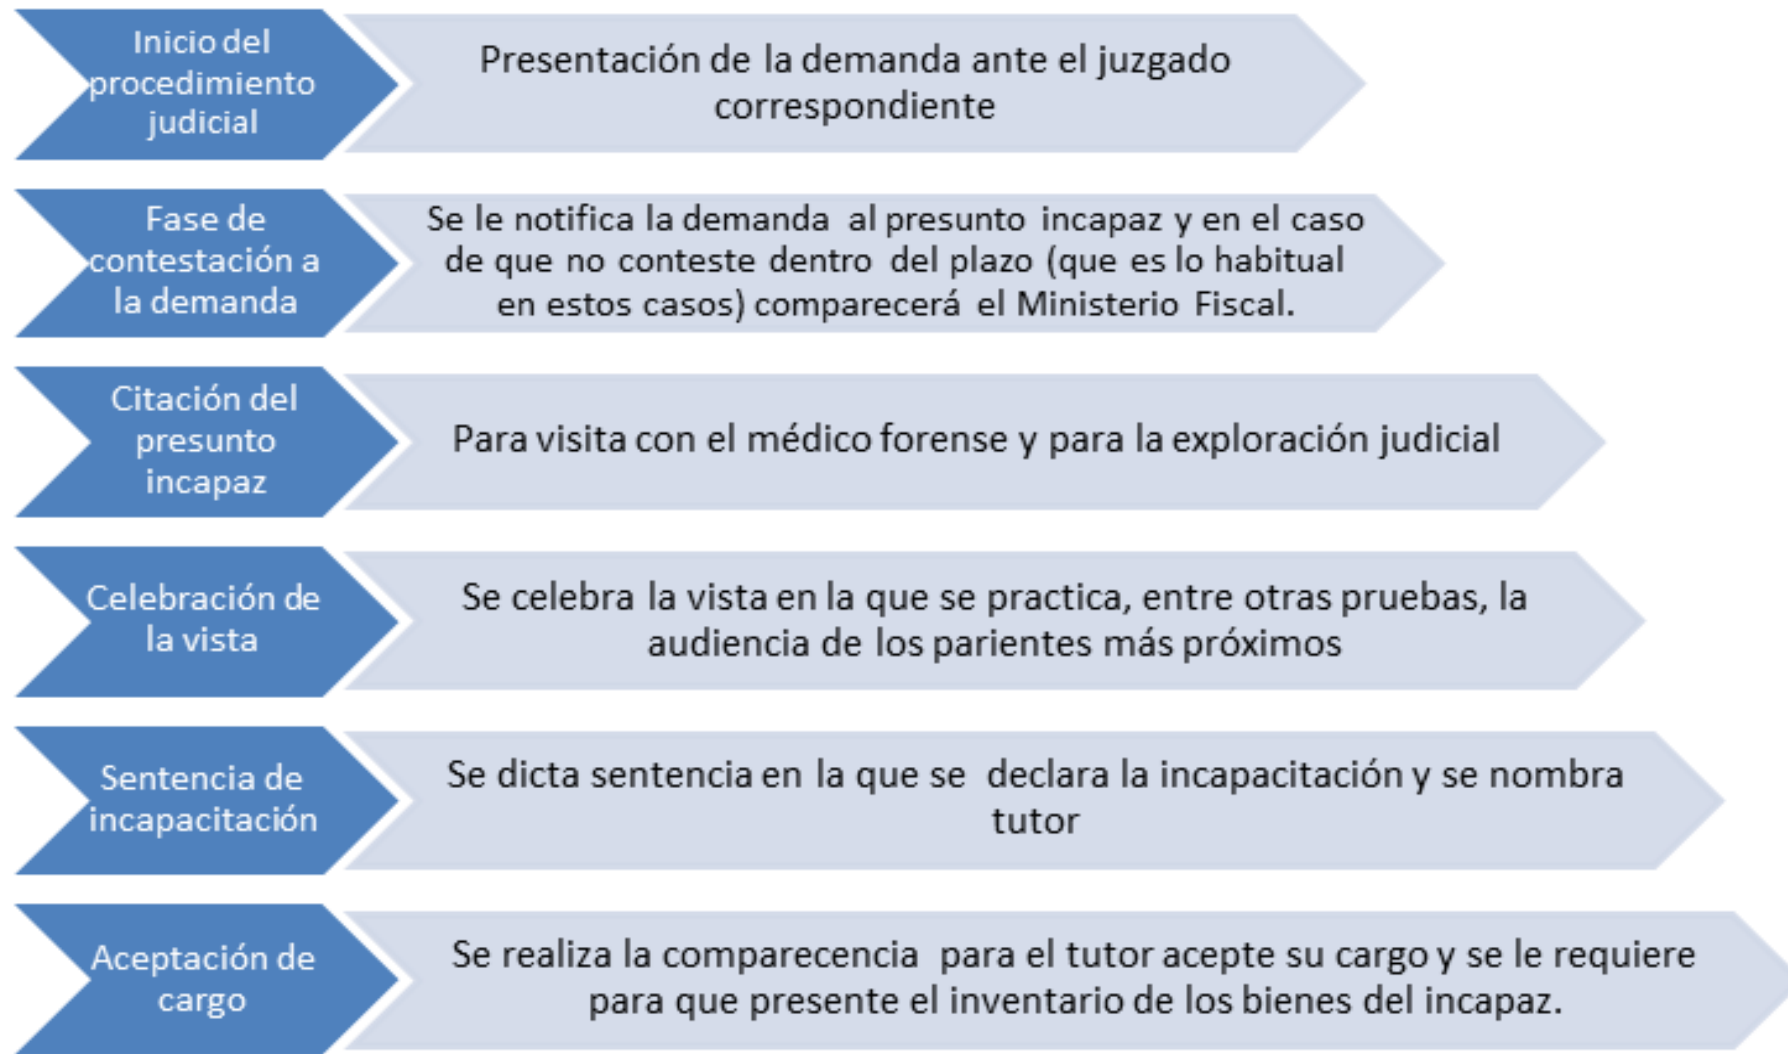 Inicio del
procedimiento
judicial
Presentación de la demanda ante el juzgado
correspondiente
Fase de
contestación a
la demanda
Se le notifica la demanda al presunto incapaz y en el caso
de que no conteste dentro del plazo (que es lo habitual
en estos casos) comparecerá el Ministerio Fiscal.
Citación del
presunto
incapaz
Para visita con el médico forense y para la exploración judicial
Celebración de
la vista
Se celebra la vista en la que se practica, entre otras pruebas, la
audiencia de los parientes más próximos
Sentencia de
incapacitación
Se dicta sentencia en la que se declara la incapacitación y se nombra
tutor
Aceptación de
cargo
Se realiza la comparecencia para el tutor acepte su cargo y se le requiere
para que presente el inventario de los bienes del incapaz.